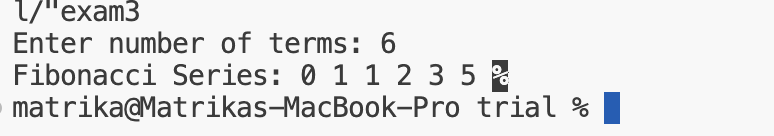 l/"exam3
Enter number of terms: 6
Fibonacci Series: 0 1 1 2 3 5 %
matrika@Matrikas-MacBook-Pro trial %